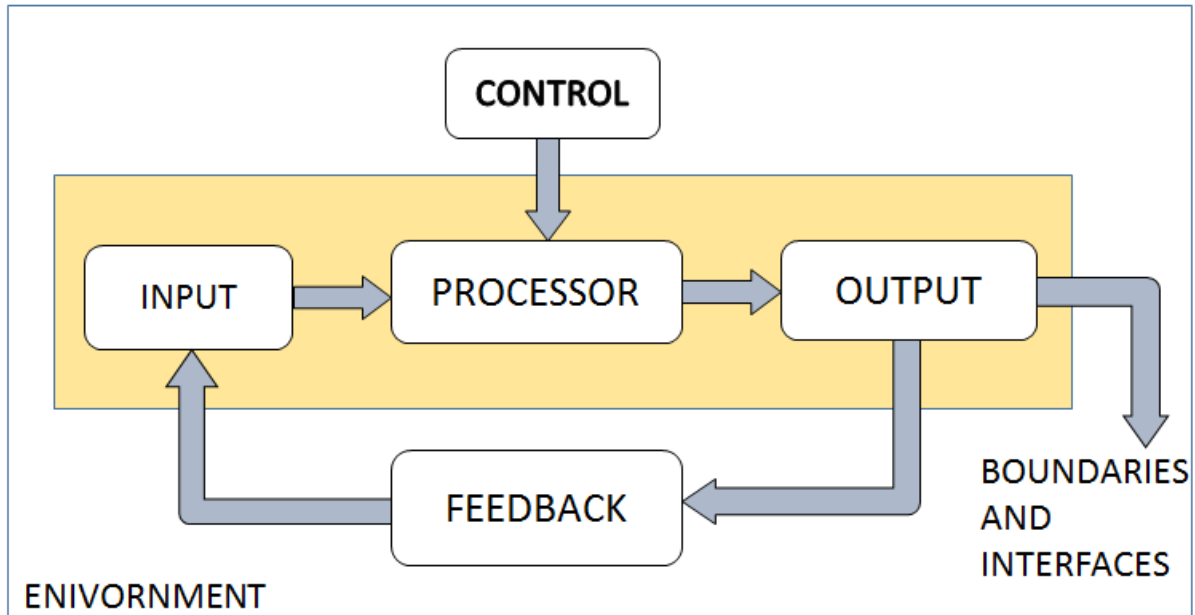 CONTROL
INPUT
PROCESSOR
OUTPUT
FEEDBACK
BOUNDARIES
AND
INTERFACES
ENIVORNMENT